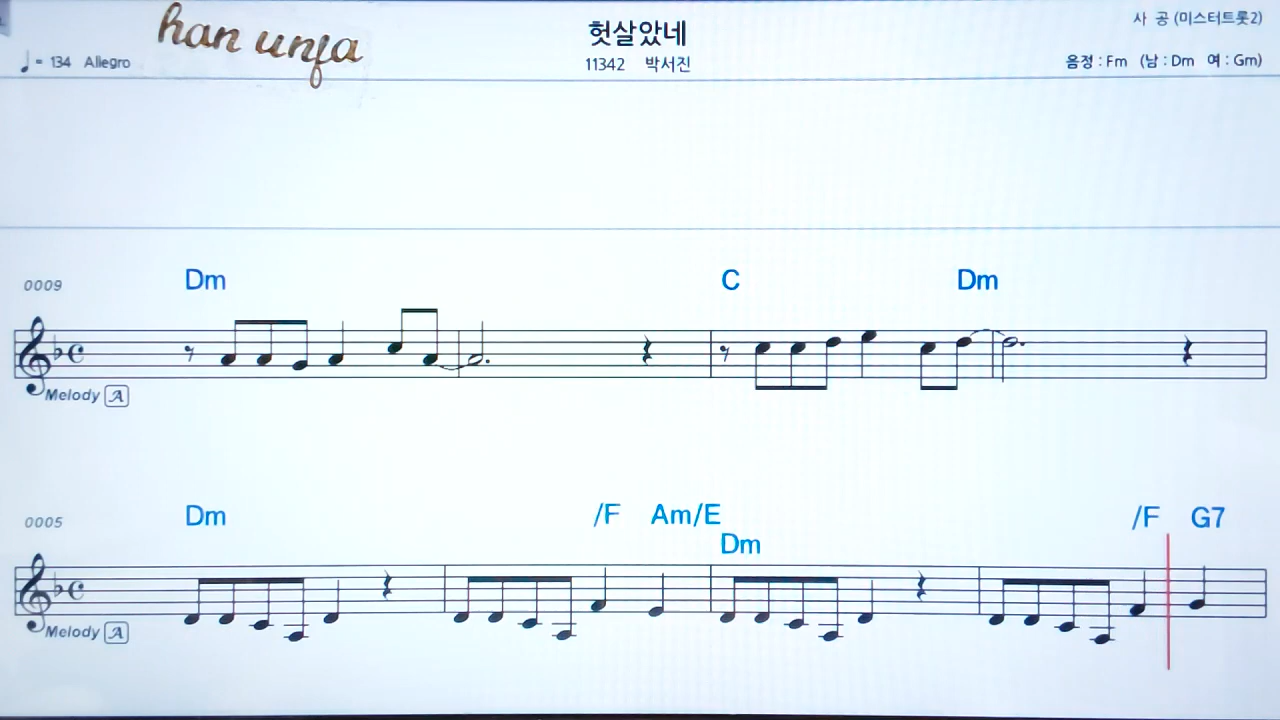 han unfa
헛살았네
사 공 (미스터트롯2)
♩= 134 Allegro
11342 박서진
음정 : Fm (남 : Dm 여 : Gm)
0009 Dm C Dm
Melody A
0005 Dm /F Am/E Dm /F G7
Melody A